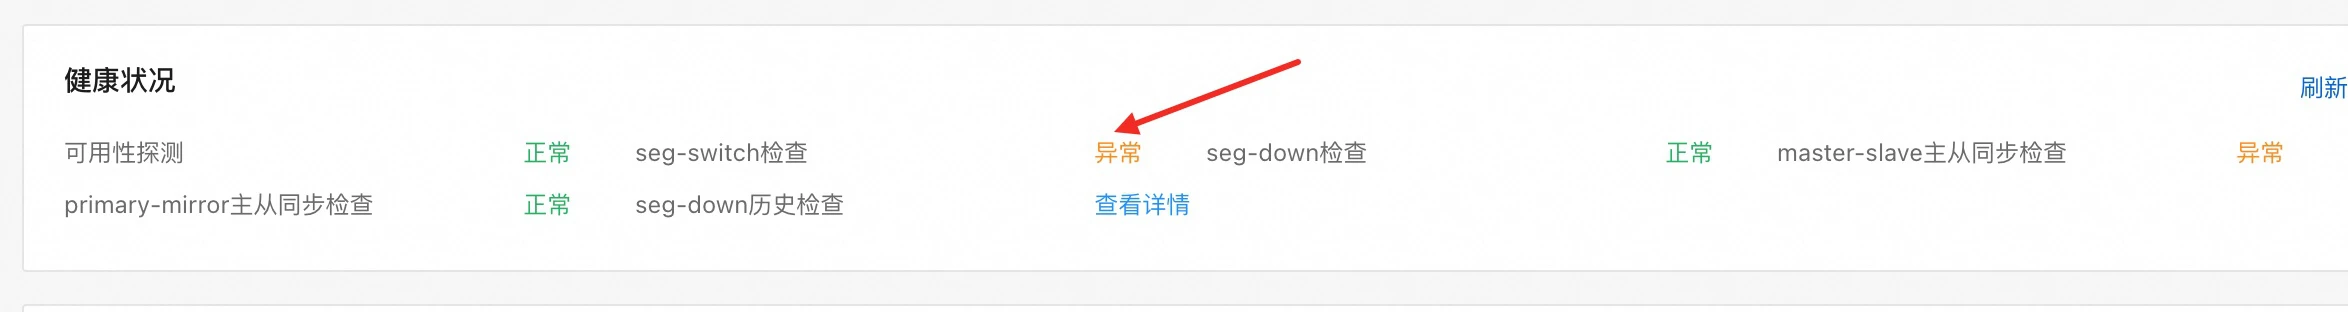 健康状况
刷新
可用性探测 正常 seg-switch检查 异常 seg-down检查 正常 master-slave主从同步检查 异常
primary-mirror主从同步检查 正常 seg-down历史检查 查看详情